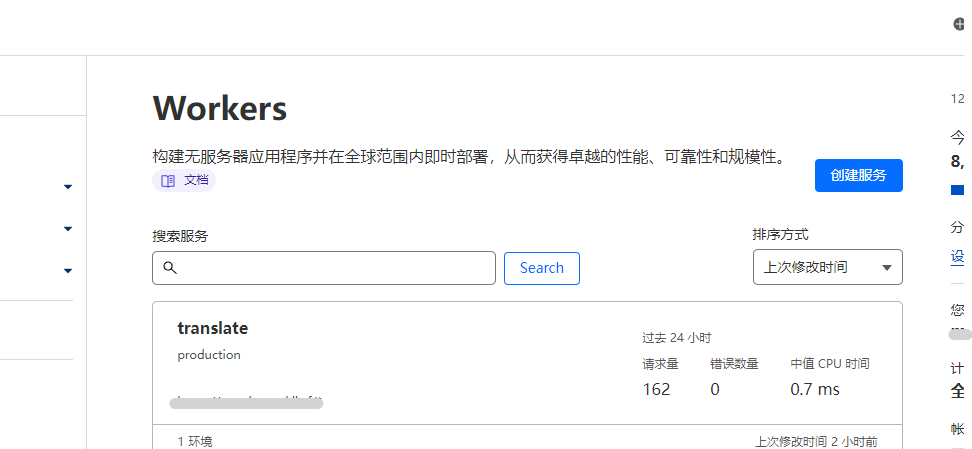 Workers
构建无服务器应用程序并在全球范围内即时部署，从而获得卓越的性能、可靠性和规模性。
文档
创建服务
搜索服务
排序方式
Search
上次修改时间
translate
production
过去 24 小时
请求量 错误数量 中值 CPU 时间
162 0 0.7 ms
1 环境
上次修改时间 2 小时前
12
今
8,
分
设
您
计
全
帐